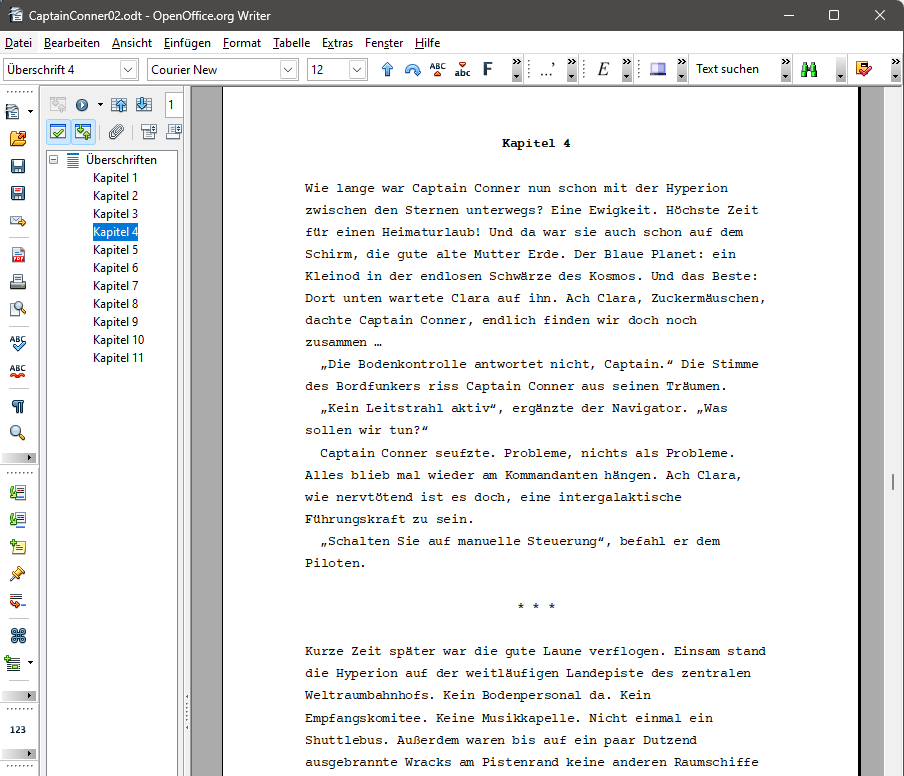 CaptainConner02.odt - OpenOffice.org Writer
Datei Bearbeiten Ansicht Einfügen Format Tabelle Extras Fenster Hilfe
Überschrift 4 Courier New 12 ABC abc F ...’ E Text suchen
1
Überschriften
Kapitel 1
Kapitel 2
Kapitel 3
Kapitel 4
Kapitel 5
Kapitel 6
Kapitel 7
Kapitel 8
Kapitel 9
Kapitel 10
Kapitel 11
PDF
ABC
ABC
123
Kapitel 4
Wie lange war Captain Conner nun schon mit der Hyperion
zwischen den Sternen unterwegs? Eine Ewigkeit. Höchste Zeit
für einen Heimaturlaub! Und da war sie auch schon auf dem
Schirm, die gute alte Mutter Erde. Der Blaue Planet: ein
Kleinod in der endlosen Schwärze des Kosmos. Und das Beste:
Dort unten wartete Clara auf ihn. Ach Clara, Zuckermäuschen,
dachte Captain Conner, endlich finden wir doch noch
zusammen …
„Die Bodenkontrolle antwortet nicht, Captain.“ Die Stimme
des Bordfunkers riss Captain Conner aus seinen Träumen.
„Kein Leitstrahl aktiv“, ergänzte der Navigator. „Was
sollen wir tun?“
Captain Conner seufzte. Probleme, nichts als Probleme.
Alles blieb mal wieder am Kommandanten hängen. Ach Clara,
wie nervtötend ist es doch, eine intergalaktische
Führungskraft zu sein.
„Schalten Sie auf manuelle Steuerung“, befahl er dem
Piloten.
* * *
Kurze Zeit später war die gute Laune verflogen. Einsam stand
die Hyperion auf der weitläufigen Landepiste des zentralen
Weltraumbahnhofs. Kein Bodenpersonal da. Kein
Empfangskomitee. Keine Musikkapelle. Nicht einmal ein
Shuttlebus. Außerdem waren bis auf ein paar Dutzend
ausgebrannte Wracks am Pistenrand keine anderen Raumschiffe